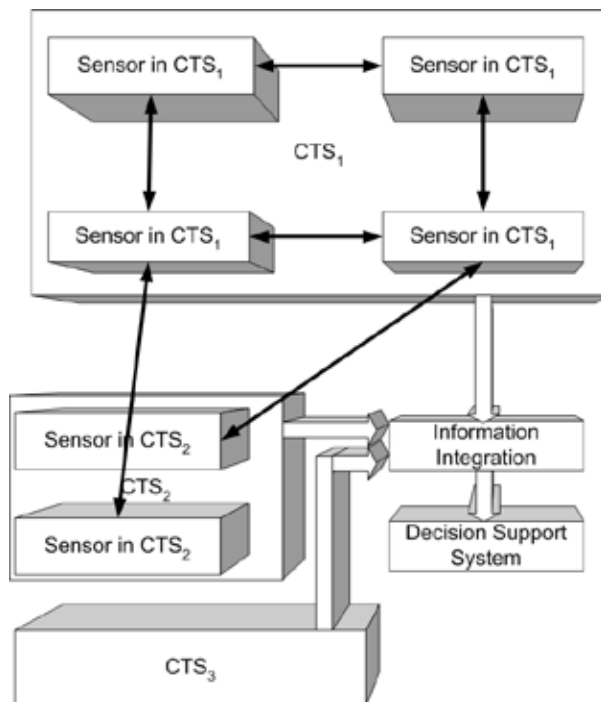 Sensor in CTS₁
Sensor in CTS₁
CTS₁
Sensor in CTS₁
Sensor in CTS₁
Sensor in CTS₂
CTS₂
Sensor in CTS₂
Information
Integration
Decision Support
System
CTS₃